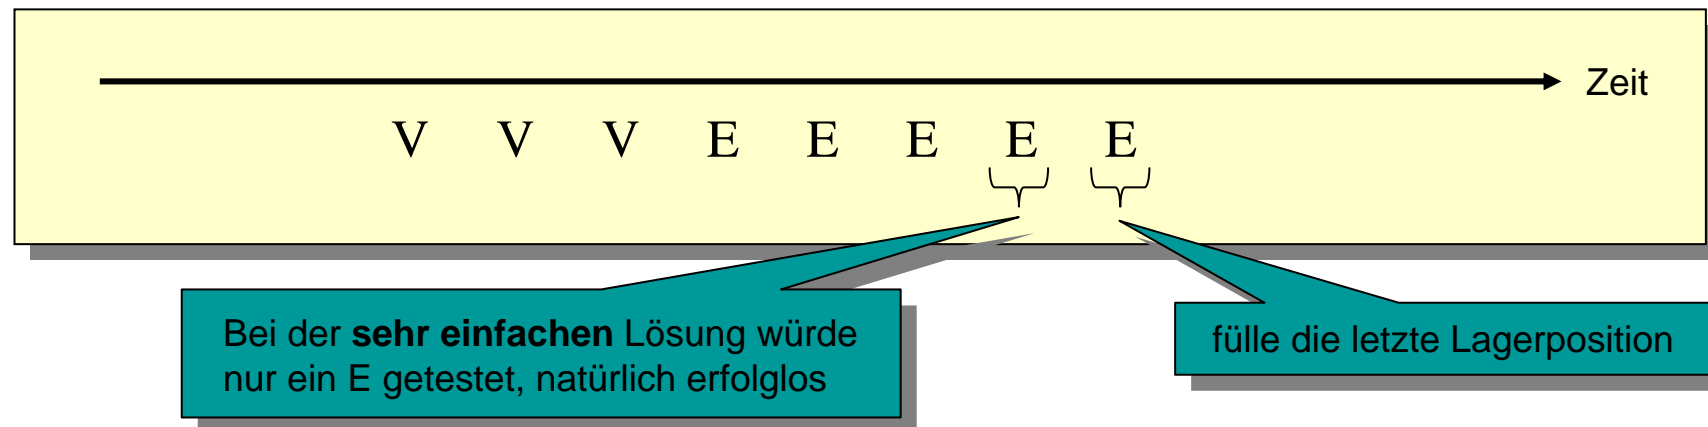 Zeit
V V V E E E E E
Bei der sehr einfachen Lösung würde
nur ein E getestet, natürlich erfolglos
fülle die letzte Lagerposition